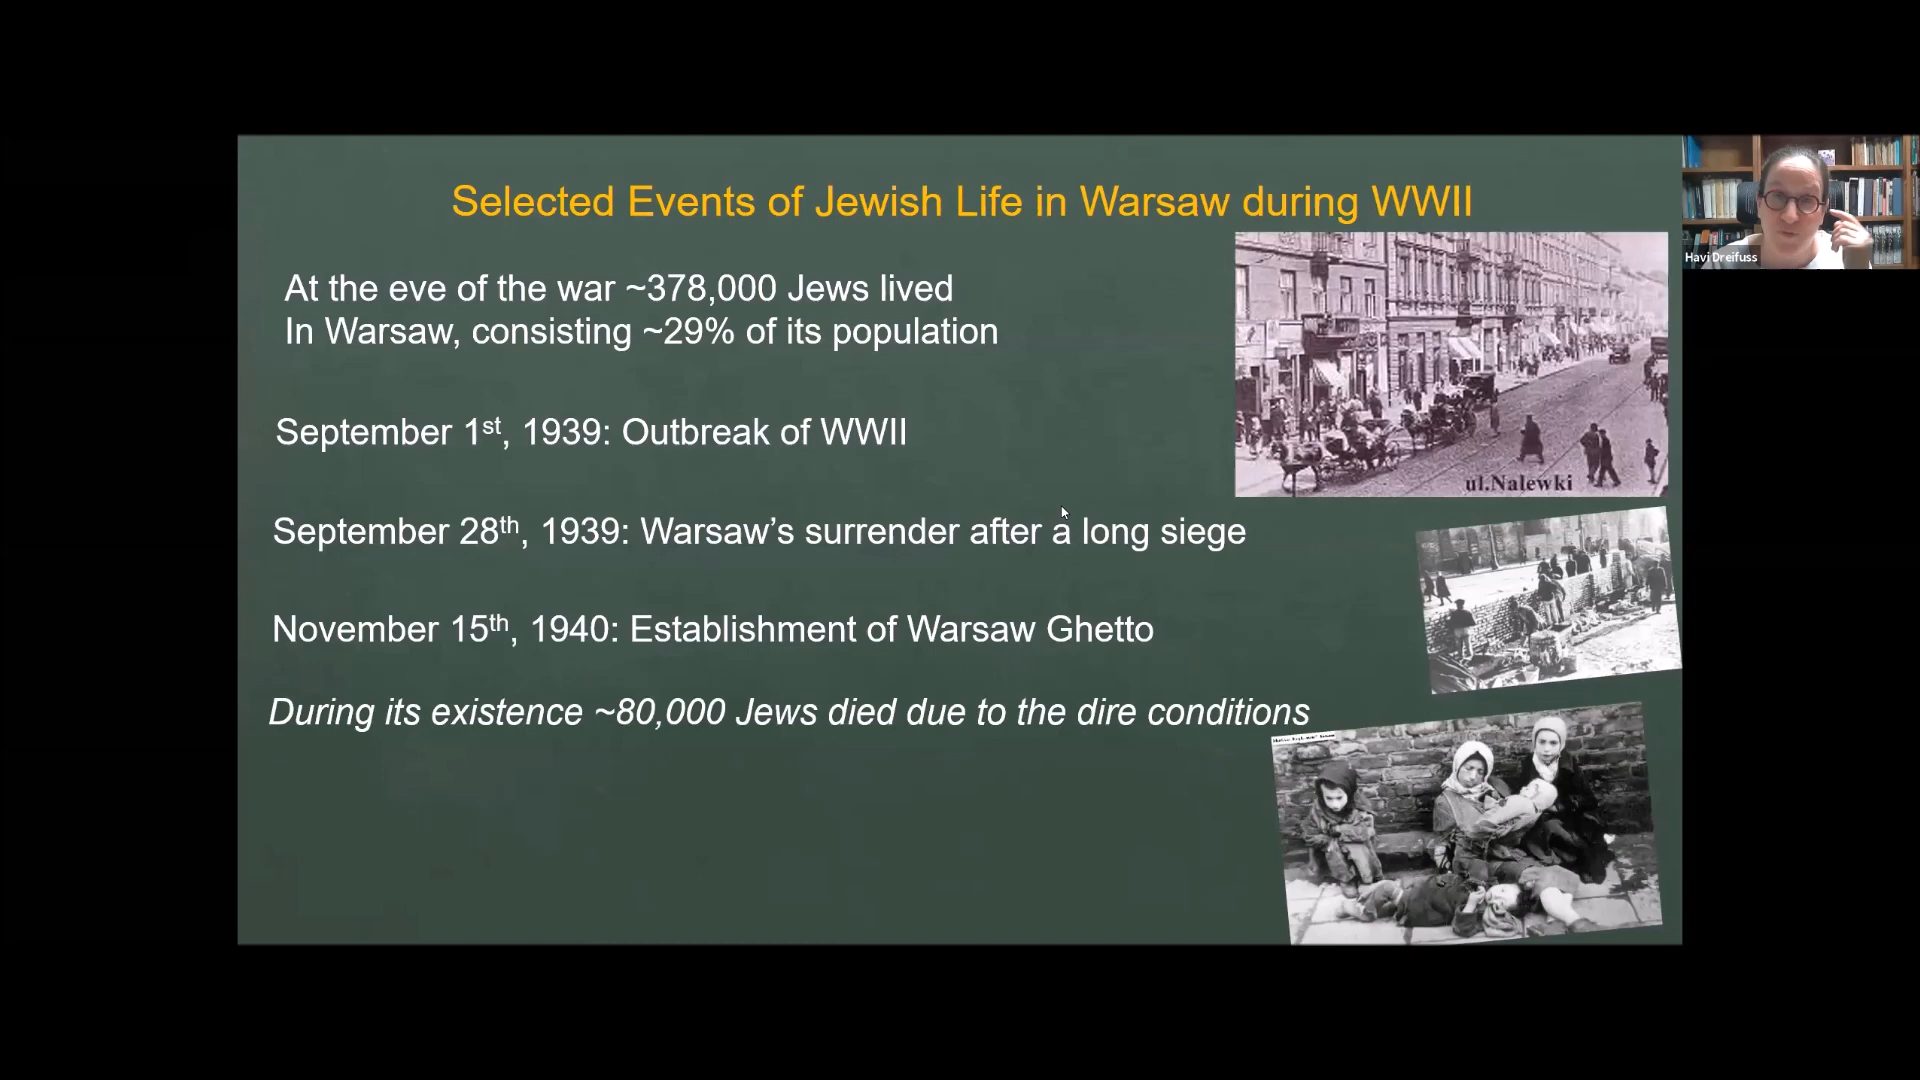 Selected Events of Jewish Life in Warsaw during WWII
At the eve of the war ~378,000 Jews lived
In Warsaw, consisting ~29% of its population
September 1st, 1939: Outbreak of WWII
September 28th, 1939: Warsaw’s surrender after a long siege
November 15th, 1940: Establishment of Warsaw Ghetto
During its existence ~80,000 Jews died due to the dire conditions
ul.Nalewki
Havi Dreifuss